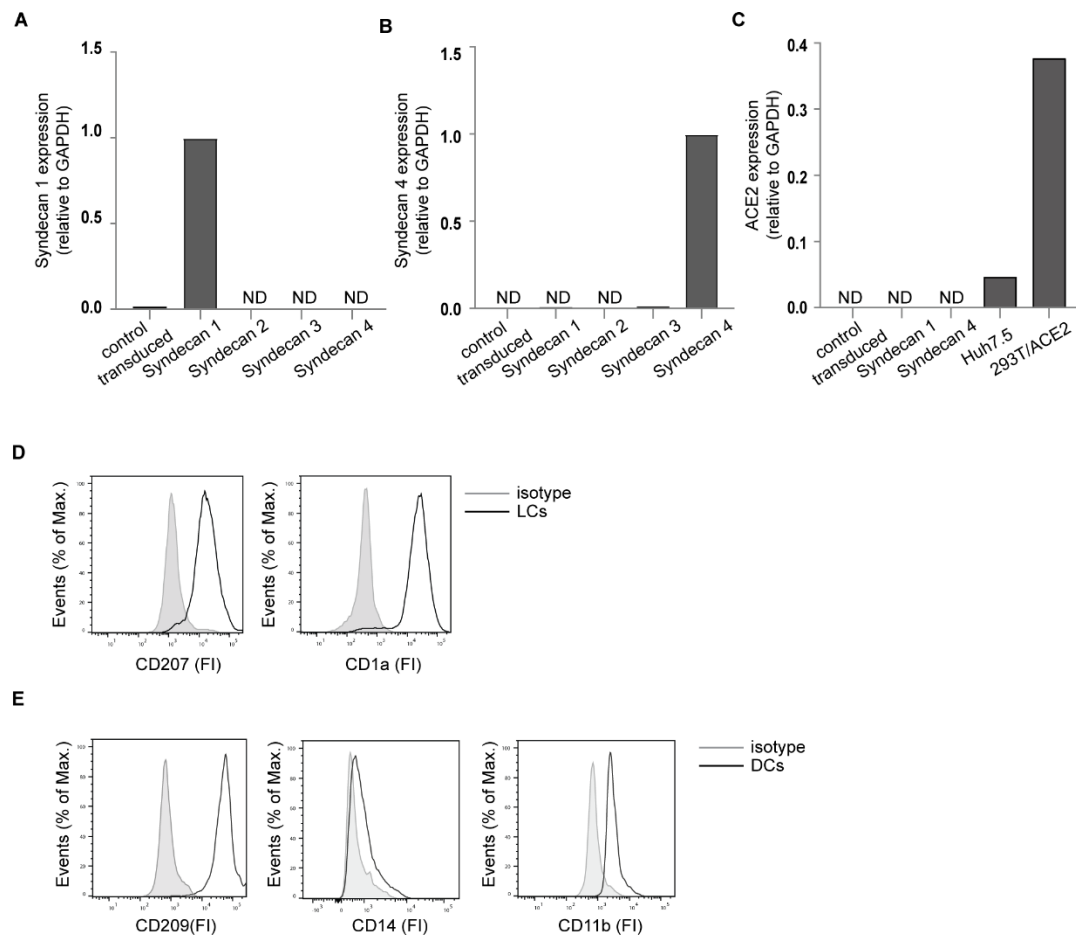 A
Syndecan 1 expression
(relative to GAPDH)
1.5
1.0
0.5
0.0
ND
ND
ND
control
transduced
Syndecan 1
Syndecan 2
Syndecan 3
Syndecan 4
B
Syndecan 4 expression
(relative to GAPDH)
1.5
1.0
0.5
0.0
ND
ND
ND
control
transduced
Syndecan 1
Syndecan 2
Syndecan 3
Syndecan 4
C
ACE2 expression
(relative to GAPDH)
0.4
0.3
0.2
0.1
0.0
ND
ND
ND
control
transduced
Syndecan 1
Syndecan 4
Huh7.5
293T/ACE2
D
Events (% of Max.)
CD207 (FI)
Events (% of Max.)
CD1a (FI)
isotype
LCs
E
Events (% of Max.)
CD209(FI)
Events (% of Max.)
CD14 (FI)
Events (% of Max.)
CD11b (FI)
isotype
DCs